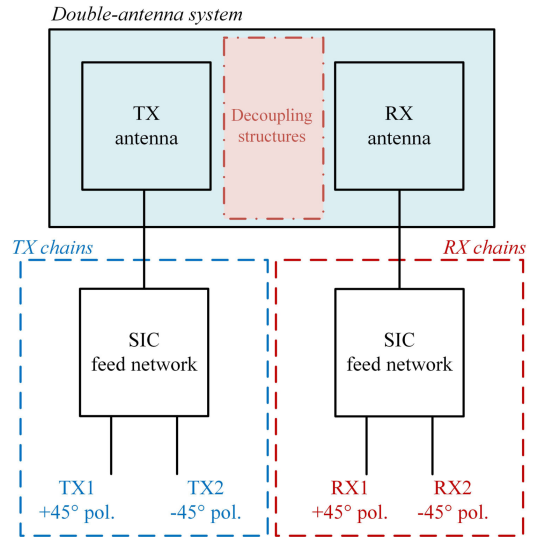 Double-antenna system
TX
antenna
Decoupling
structures
RX
antenna
TX chains
RX chains
SIC
feed network
SIC
feed network
TX1
+45° pol.
TX2
-45° pol.
RX1
+45° pol.
RX2
-45° pol.